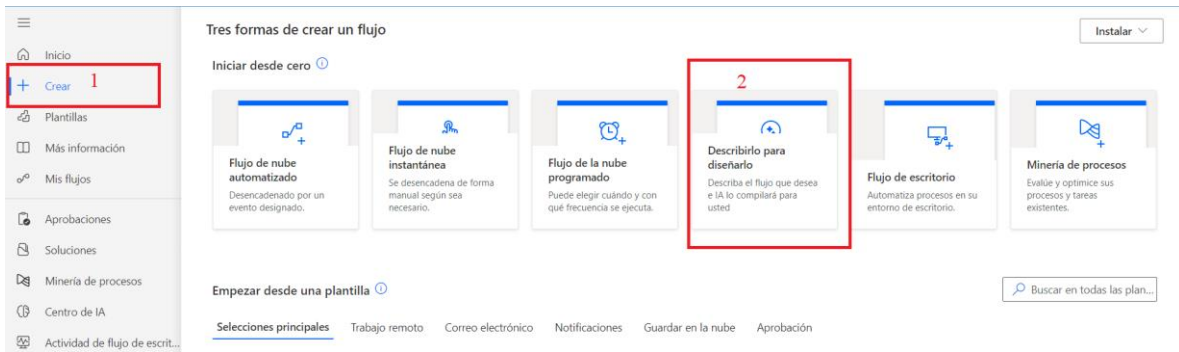 Tres formas de crear un flujo
Instalar
Inicio
Crear
1
Plantillas
Más información
Mis flujos
Aprobaciones
Soluciones
Minería de procesos
Centro de IA
Actividad de flujo de escrit...
Iniciar desde cero
Flujo de nube
automatizado
Desencadenado por un
evento designado.
Flujo de nube
instantánea
Se desencadena de forma
manual según sea
necesario.
Flujo de la nube
programado
Puede elegir cuándo y con
qué frecuencia se ejecuta.
2
Describirlo para
diseñarlo
Describa el flujo que desea
e IA lo compilará para
usted
Flujo de escritorio
Automatiza procesos en su
entorno de escritorio.
Minería de procesos
Evalúe y optimice sus
procesos y tareas
existentes.
Empezar desde una plantilla
Buscar en todas las plan...
Selecciones principales
Trabajo remoto
Correo electrónico
Notificaciones
Guardar en la nube
Aprobación